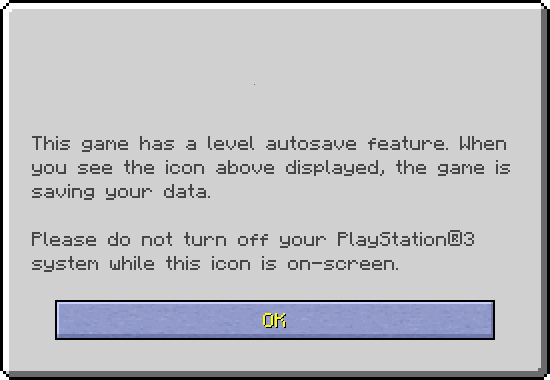 This game has a level autosave feature. When
you see the icon above displayed, the game is
saving your data.
Please do not turn off your PlayStation®3
system while this icon is on-screen.
OK